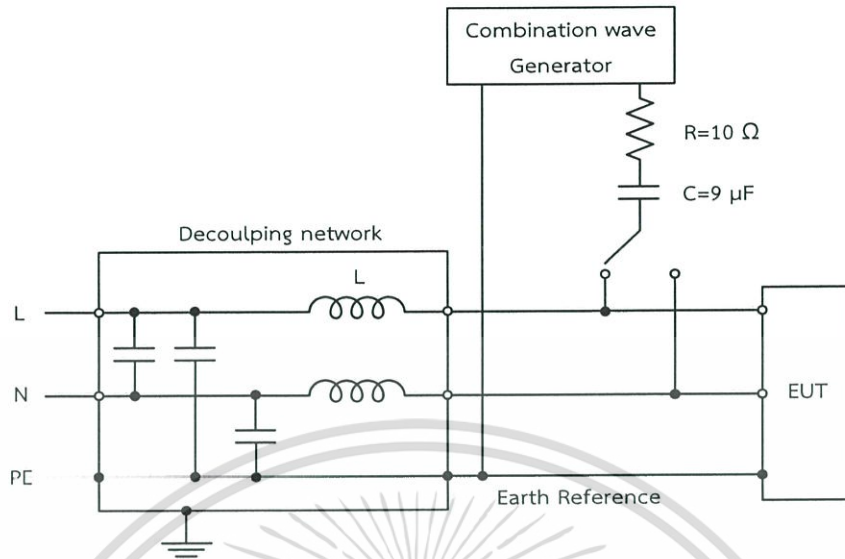 Combination wave
Generator
R=10 Ω
C=9 µF
Decoulping network
L
L
N
EUT
PE
Earth Reference